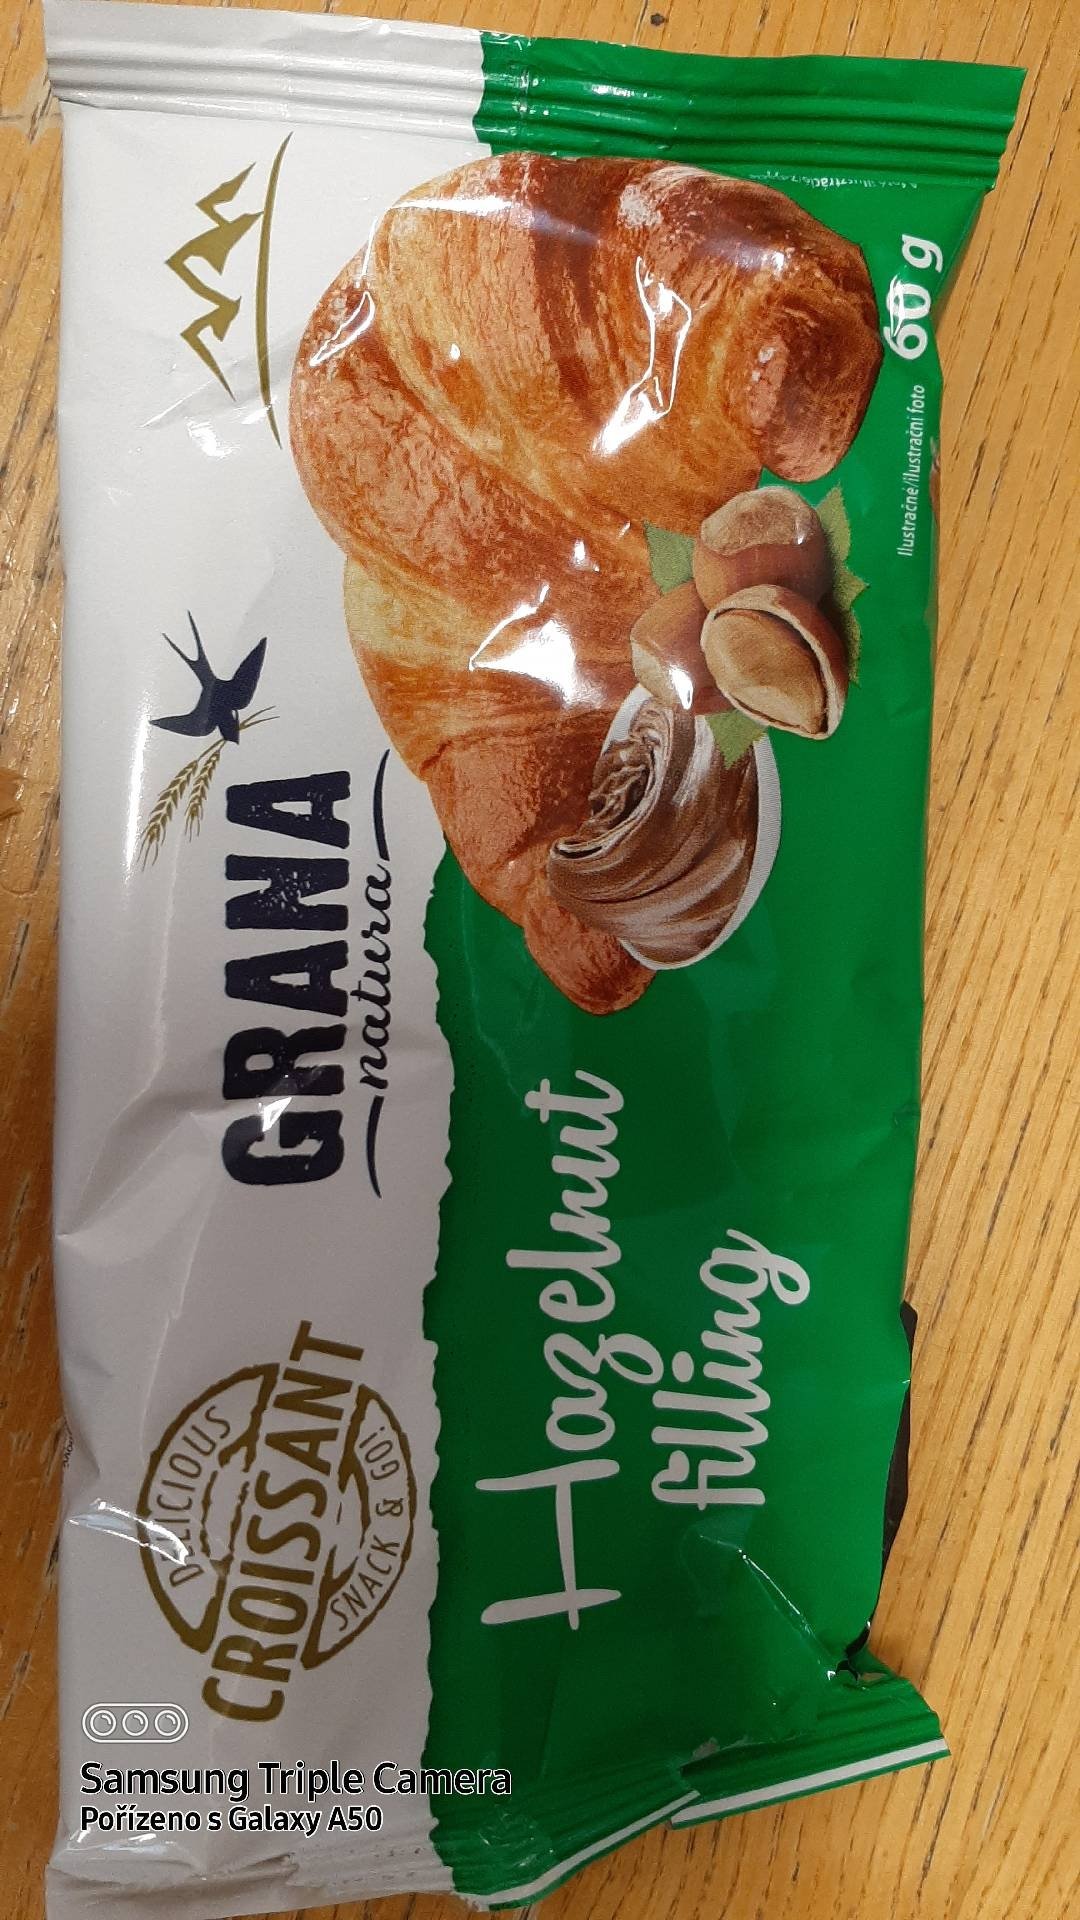 GRANA
natura
DELICIOUS
CROISSANT
SNACK & GO!
Hazelnut
filling
60 g
Ilustračné/ilustrační foto
Samsung Triple Camera
Pořízeno s Galaxy A50